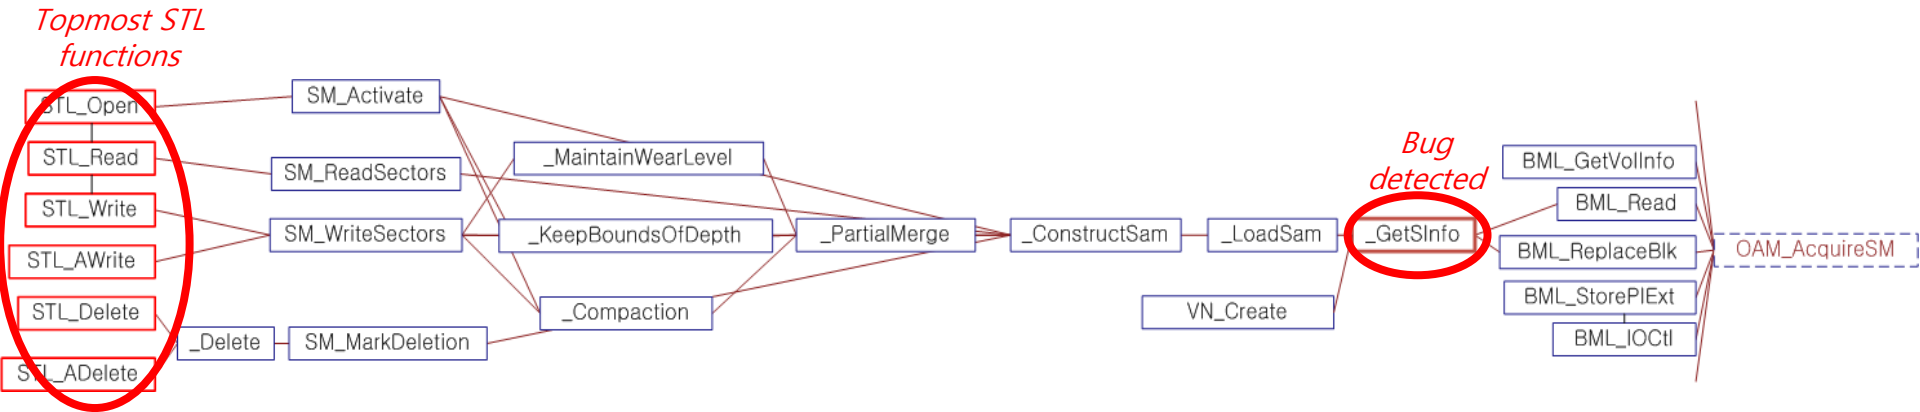 Topmost STL
functions
STL_Open
STL_Read
STL_Write
STL_AWrite
STL_Delete
STL_ADelete
SM_Activate
SM_ReadSectors
SM_WriteSectors
_Delete
SM_MarkDeletion
_MaintainWearLevel
_KeepBoundsOfDepth
_Compaction
_PartialMerge
_ConstructSam
_LoadSam
VN_Create
Bug
detected
_GetSInfo
BML_GetVolInfo
BML_Read
BML_ReplaceBlk
BML_StorePIExt
BML_IOCtl
OAM_AcquireSM